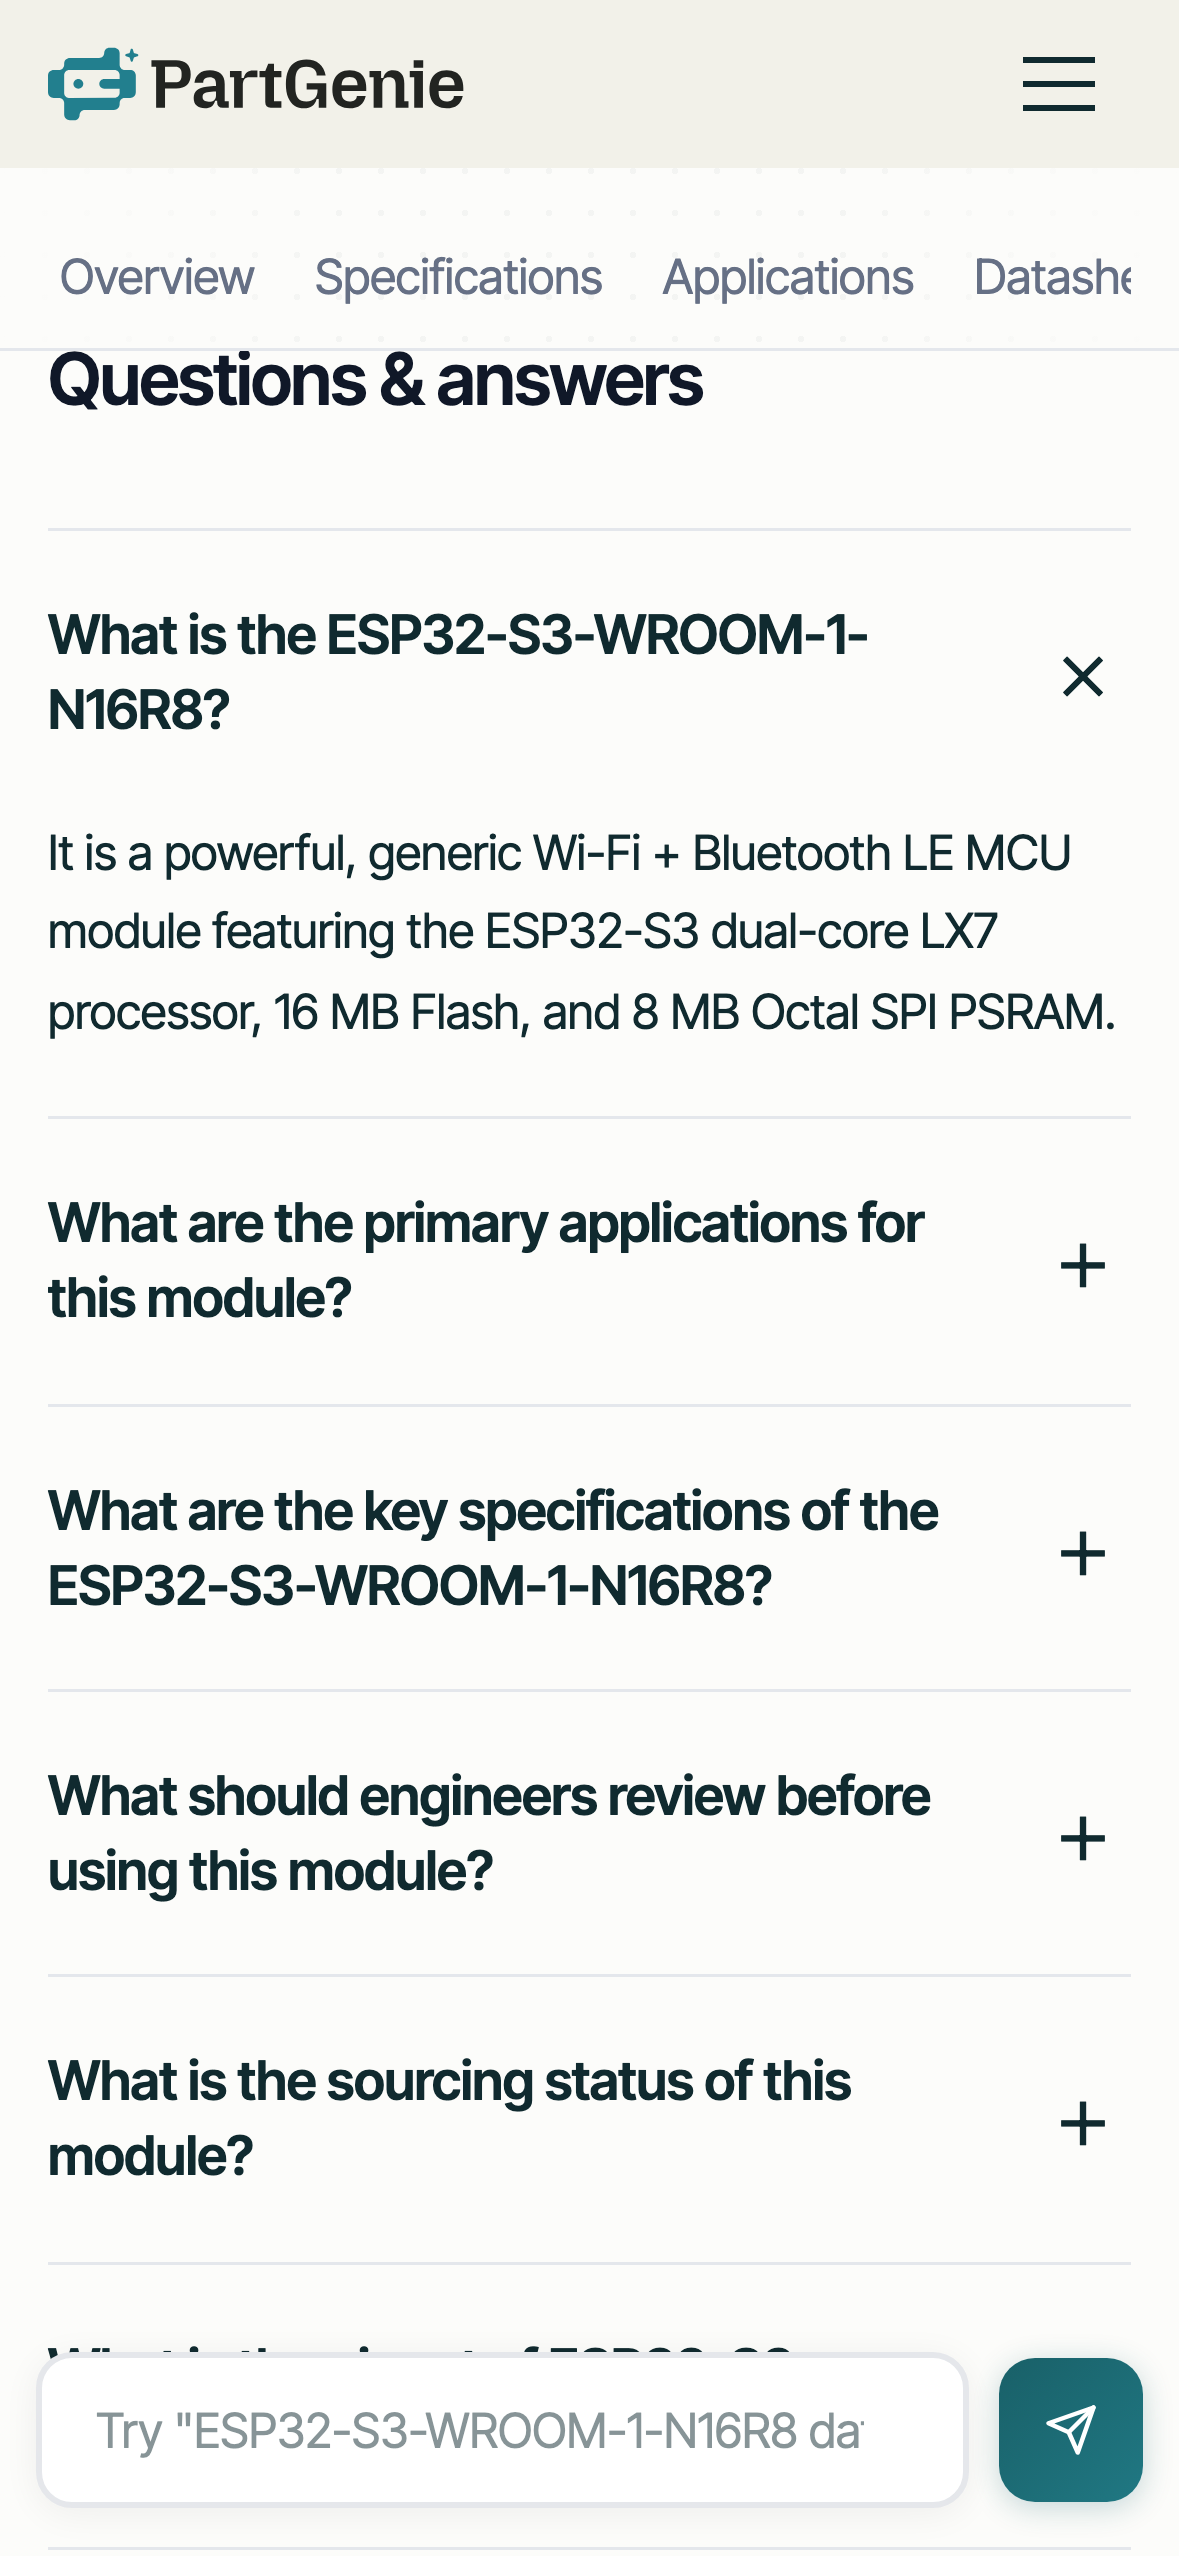 PartGenie
Overview Specifications Applications Datashe
Questions & answers
What is the ESP32-S3-WROOM-1-
N16R8?
It is a powerful, generic Wi-Fi + Bluetooth LE MCU
module featuring the ESP32-S3 dual-core LX7
processor, 16 MB Flash, and 8 MB Octal SPI PSRAM.
What are the primary applications for
this module?
What are the key specifications of the
ESP32-S3-WROOM-1-N16R8?
What should engineers review before
using this module?
What is the sourcing status of this
module?
Try "ESP32-S3-WROOM-1-N16R8 da